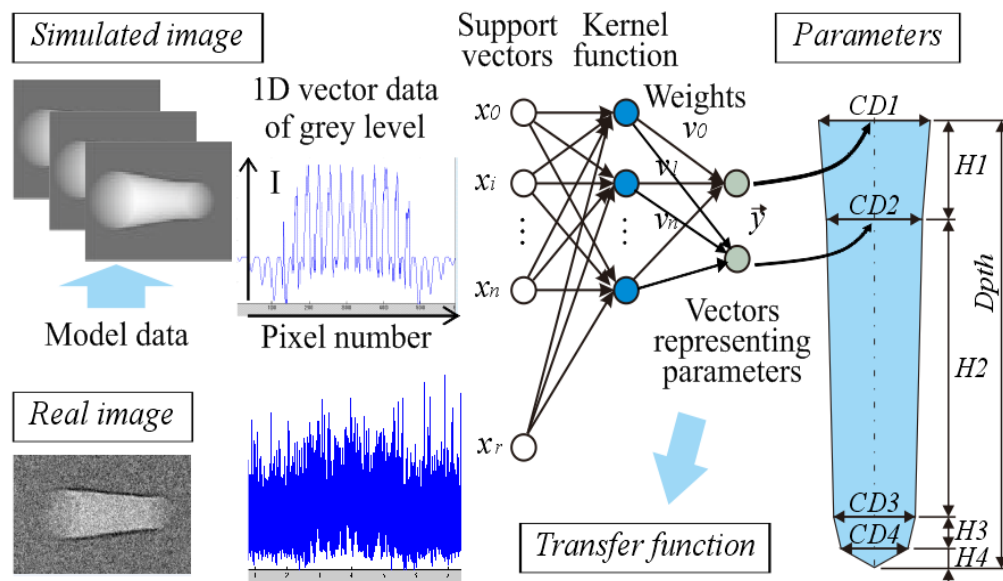 Simulated image
1D vector data
of grey level
I
Pixel number
Model data
Real image
Support
vectors
Kernel
function
Weights
x0
xi
xn
xr
v0
v1
vn
y
Vectors
representing
parameters
Transfer function
Parameters
CD1
CD2
CD3
CD4
H1
H2
H3
H4
Dpth